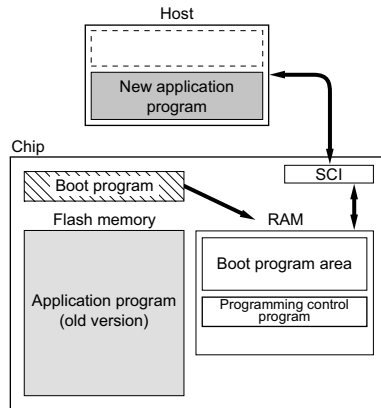 Host
New application
program
Chip
SCI
Boot program
Flash memory
RAM
Application program
(old version)
Boot program area
Programming control
program